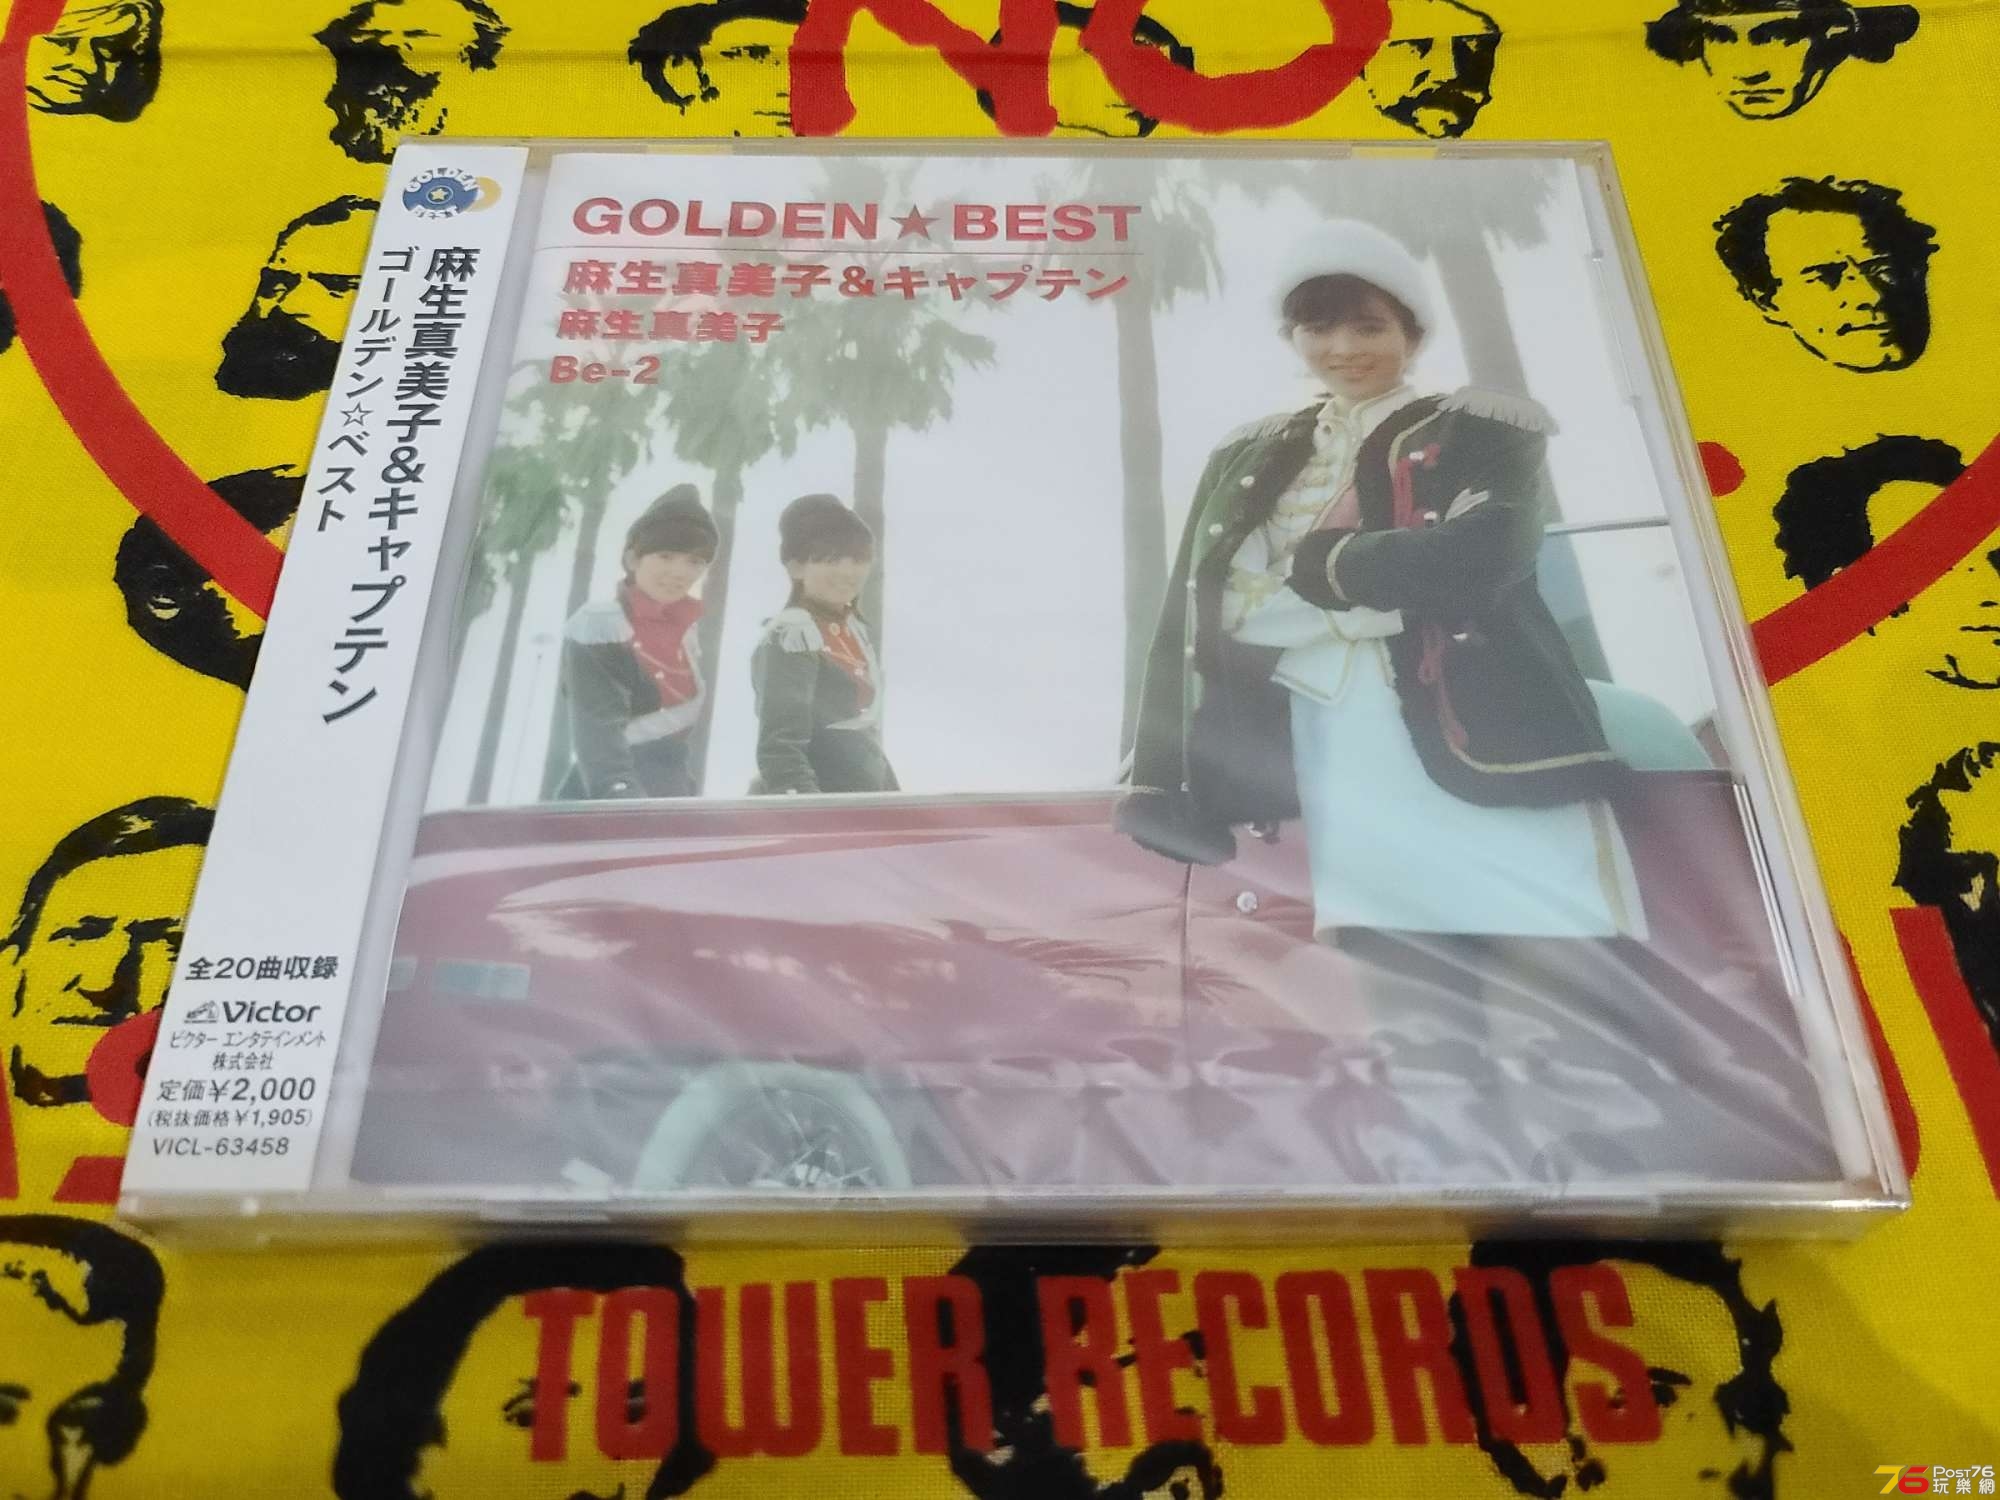 NO
GOLDEN BEST
麻生真美子&キャプテン
ゴールデン☆ベスト
全20曲収録
Victor
ビクター エンタテインメント
株式会社
定価¥2,000
(税抜価格¥1,905)
VICL-63458
GOLDEN★BEST
麻生真美子&キャプテン
麻生真美子
Be-2
TOWER RECORDS
76 POST76
玩樂網